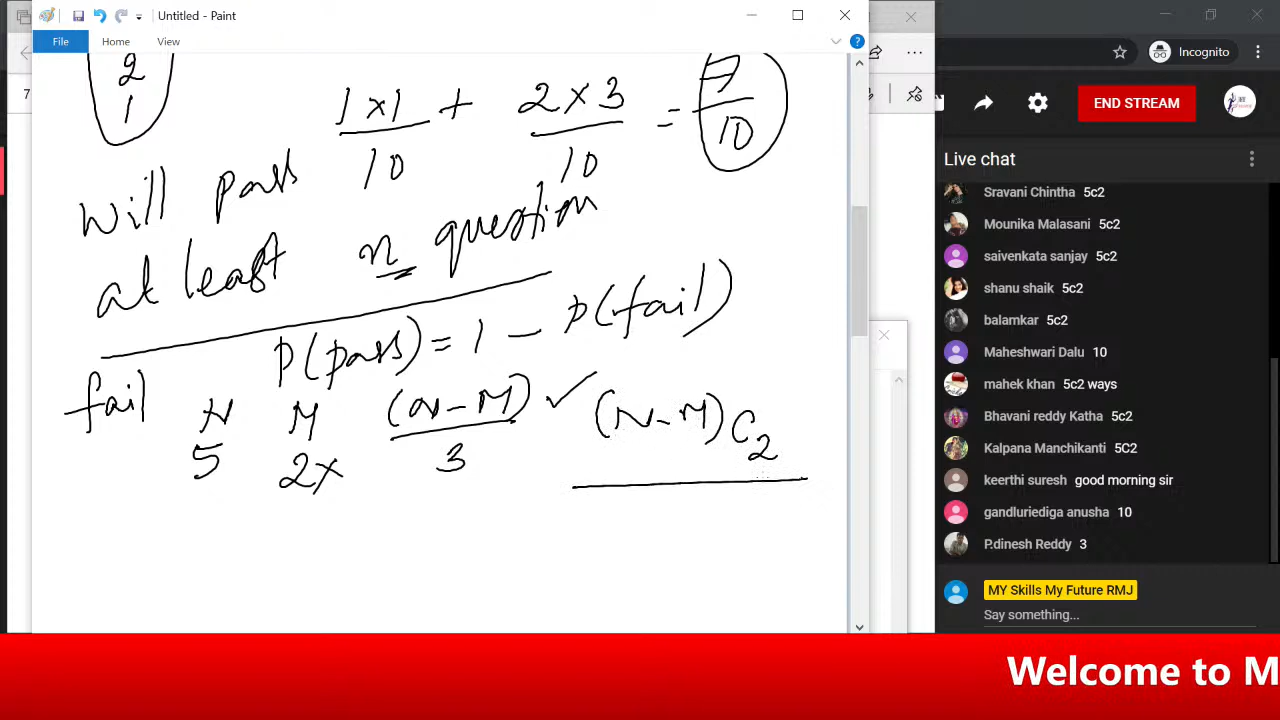 Untitled - Paint
File Home View
2
1
1x1/10 + 2x3/10 = 7/10
will pass
at least n question
P(pass) = 1 - P(fail)
fail N M (N-M) ✓ (N-M)C2
5 2x 3
7
Incognito
END STREAM
Live chat
Sravani Chintha 5c2
Mounika Malasani 5c2
saivenkata sanjay 5c2
shanu shaik 5c2
balamkar 5c2
Maheshwari Dalu 10
mahek khan 5c2 ways
Bhavani reddy Katha 5c2
Kalpana Manchikanti 5C2
keerthi suresh good morning sir
gandluriediga anusha 10
P.dinesh Reddy 3
MY Skills My Future RMJ
Say something...
Welcome to M